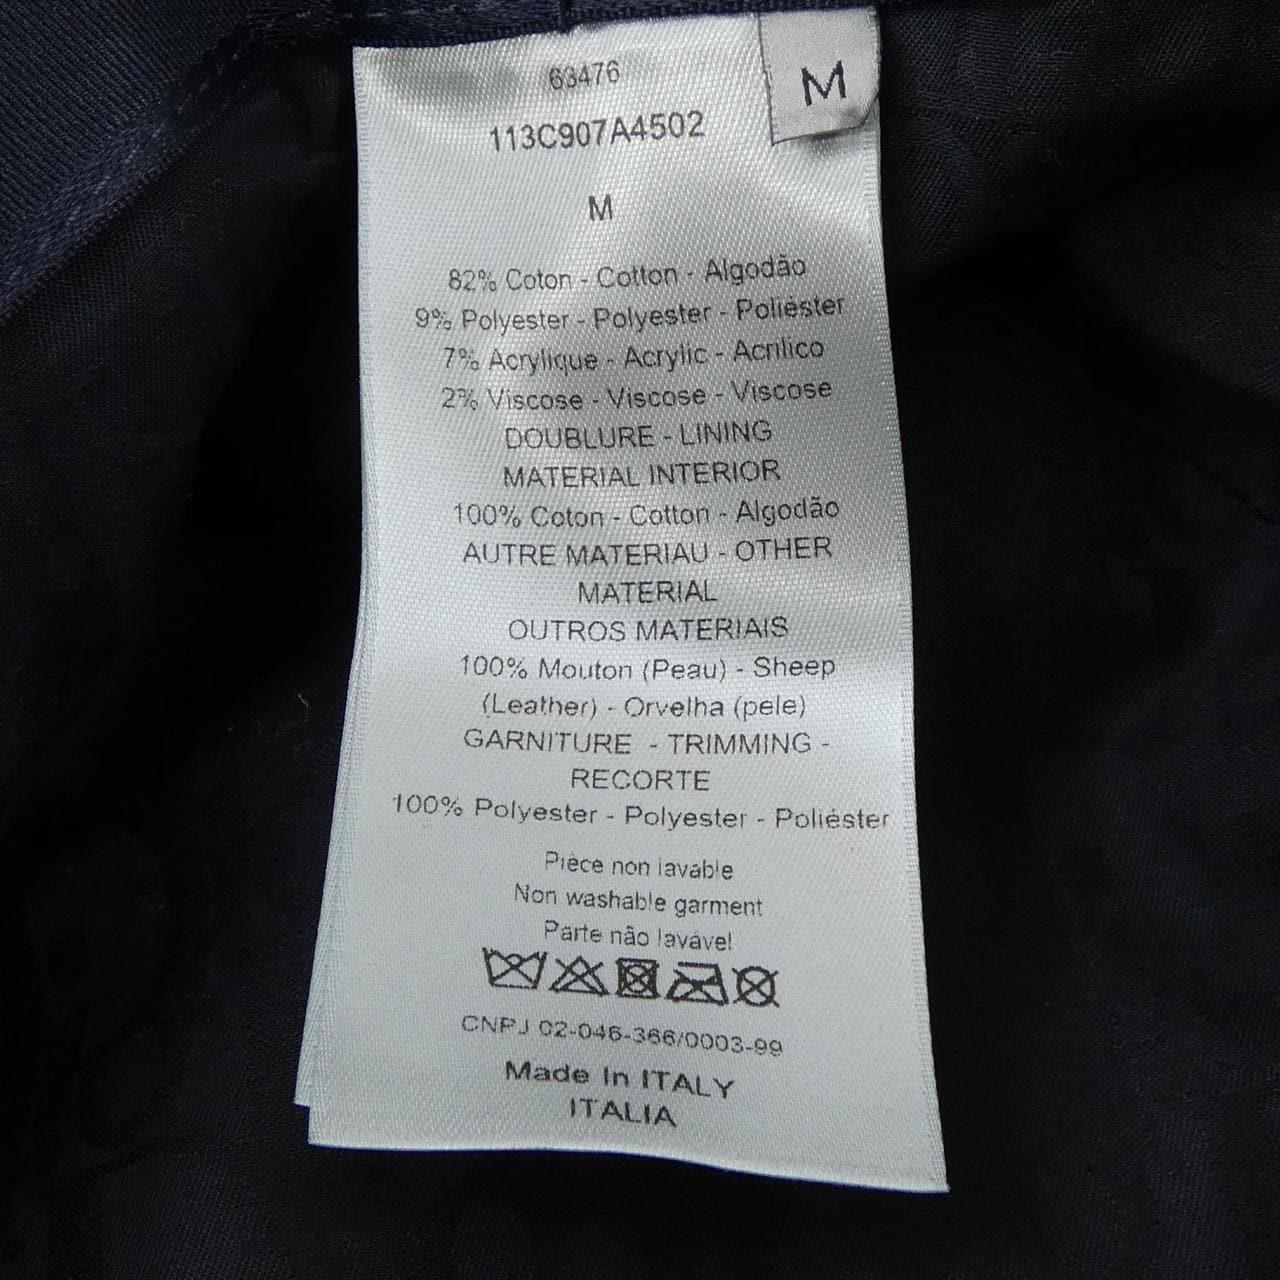 63476
M
113C907A4502
M
82% Coton - Cotton - Algodão
9% Polyester - Polyester - Poliéster
7% Acrylique - Acrylic - Acrilico
2% Viscose - Viscose - Viscose
DOUBLURE - LINING
MATERIAL INTERIOR
100% Coton - Cotton - Algodão
AUTRE MATERIAU - OTHER
MATERIAL
OUTROS MATERIAIS
100% Mouton (Peau) - Sheep
(Leather) - Orvelha (pele)
GARNITURE - TRIMMING -
RECORTE
100% Polyester - Polyester - Poliéster
Pièce non lavable
Non washable garment
Parte não lavável
CNPJ 02-046-366/0003-99
Made In ITALY
ITALIA